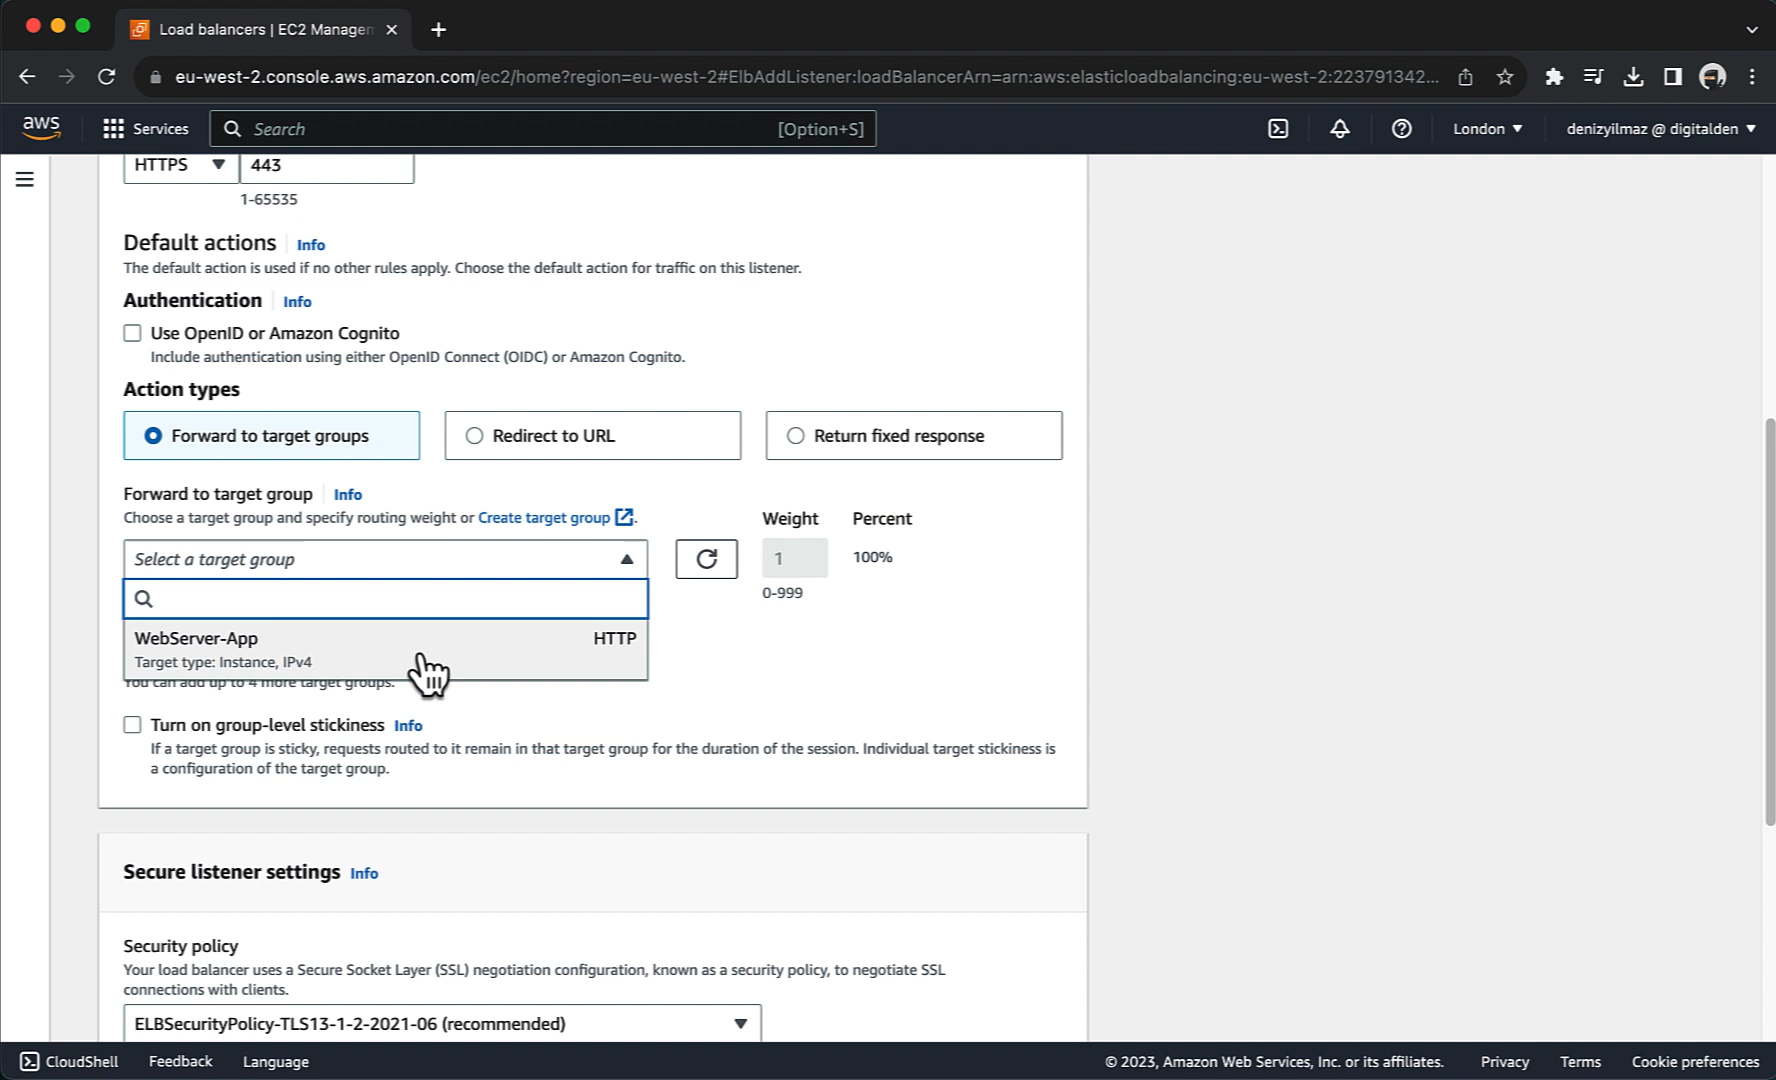 Load balancers | EC2 Managem
eu-west-2.console.aws.amazon.com/ec2/home?region=eu-west-2#ElbAddListener:loadBalancerArn=arn:aws:elasticloadbalancing:eu-west-2:223791342...
aws
Services
Search
[Option+S]
London
denizyilmaz @ digitalden
HTTPS
443
1-65535
Default actions
Info
The default action is used if no other rules apply. Choose the default action for traffic on this listener.
Authentication
Info
Use OpenID or Amazon Cognito
Include authentication using either OpenID Connect (OIDC) or Amazon Cognito.
Action types
Forward to target groups
Redirect to URL
Return fixed response
Forward to target group
Info
Choose a target group and specify routing weight or Create target group.
Weight
Percent
Select a target group
1
100%
0-999
WebServer-App
HTTP
Target type: Instance, IPv4
You can add up to 4 more target groups.
Turn on group-level stickiness
Info
If a target group is sticky, requests routed to it remain in that target group for the duration of the session. Individual target stickiness is
a configuration of the target group.
Secure listener settings
Info
Security policy
Your load balancer uses a Secure Socket Layer (SSL) negotiation configuration, known as a security policy, to negotiate SSL
connections with clients.
ELBSecurityPolicy-TLS13-1-2-2021-06 (recommended)
CloudShell
Feedback
Language
© 2023, Amazon Web Services, Inc. or its affiliates.
Privacy
Terms
Cookie preferences